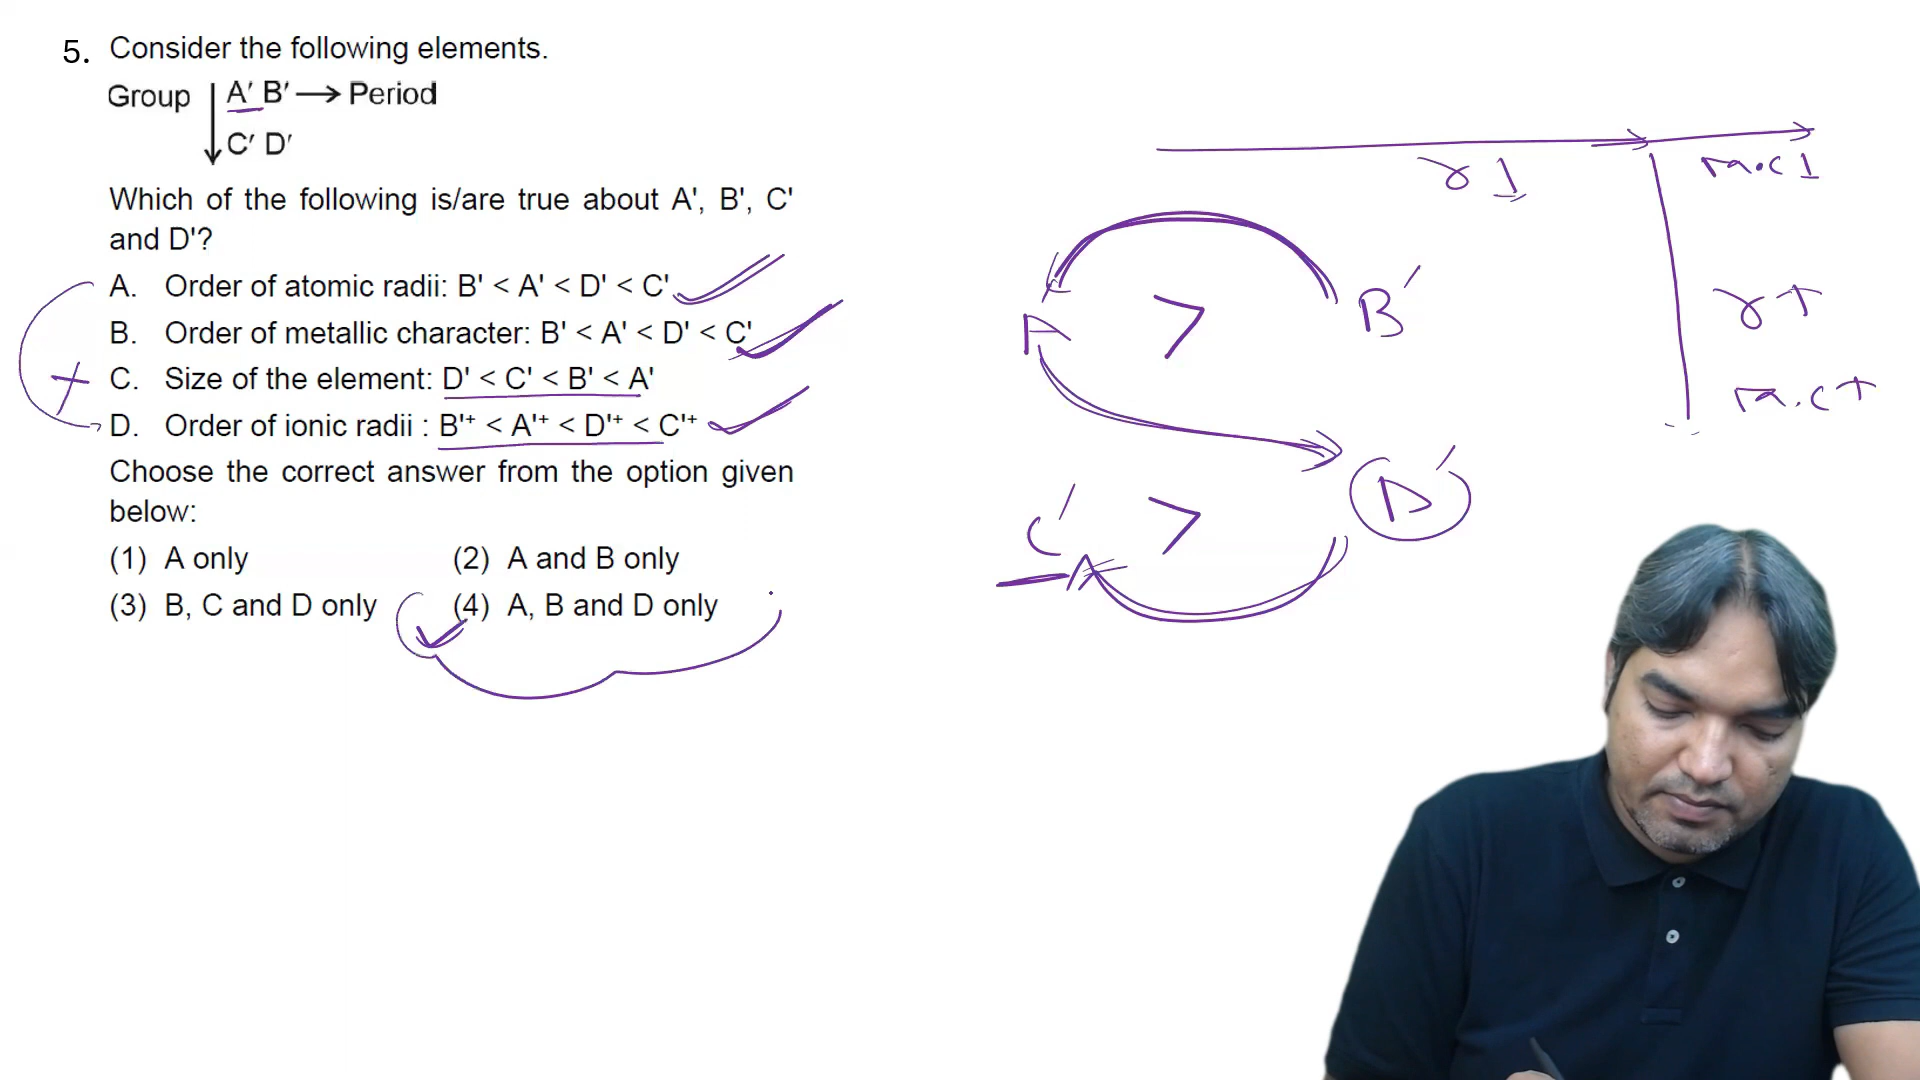 5. Consider the following elements.
Group A' B' → Period
C' D'
Which of the following is/are true about A', B', C'
and D'?
A. Order of atomic radii: B' < A' < D' < C'
B. Order of metallic character: B' < A' < D' < C'
C. Size of the element: D' < C' < B' < A'
D. Order of ionic radii : B'⁺ < A'⁺ < D'⁺ < C'⁺
Choose the correct answer from the option given
below:
(1) A only (2) A and B only
(3) B, C and D only (4) A, B and D only
r ↓ m.c ↓
A > B'
r ↑
m.c ↑
C' > D'